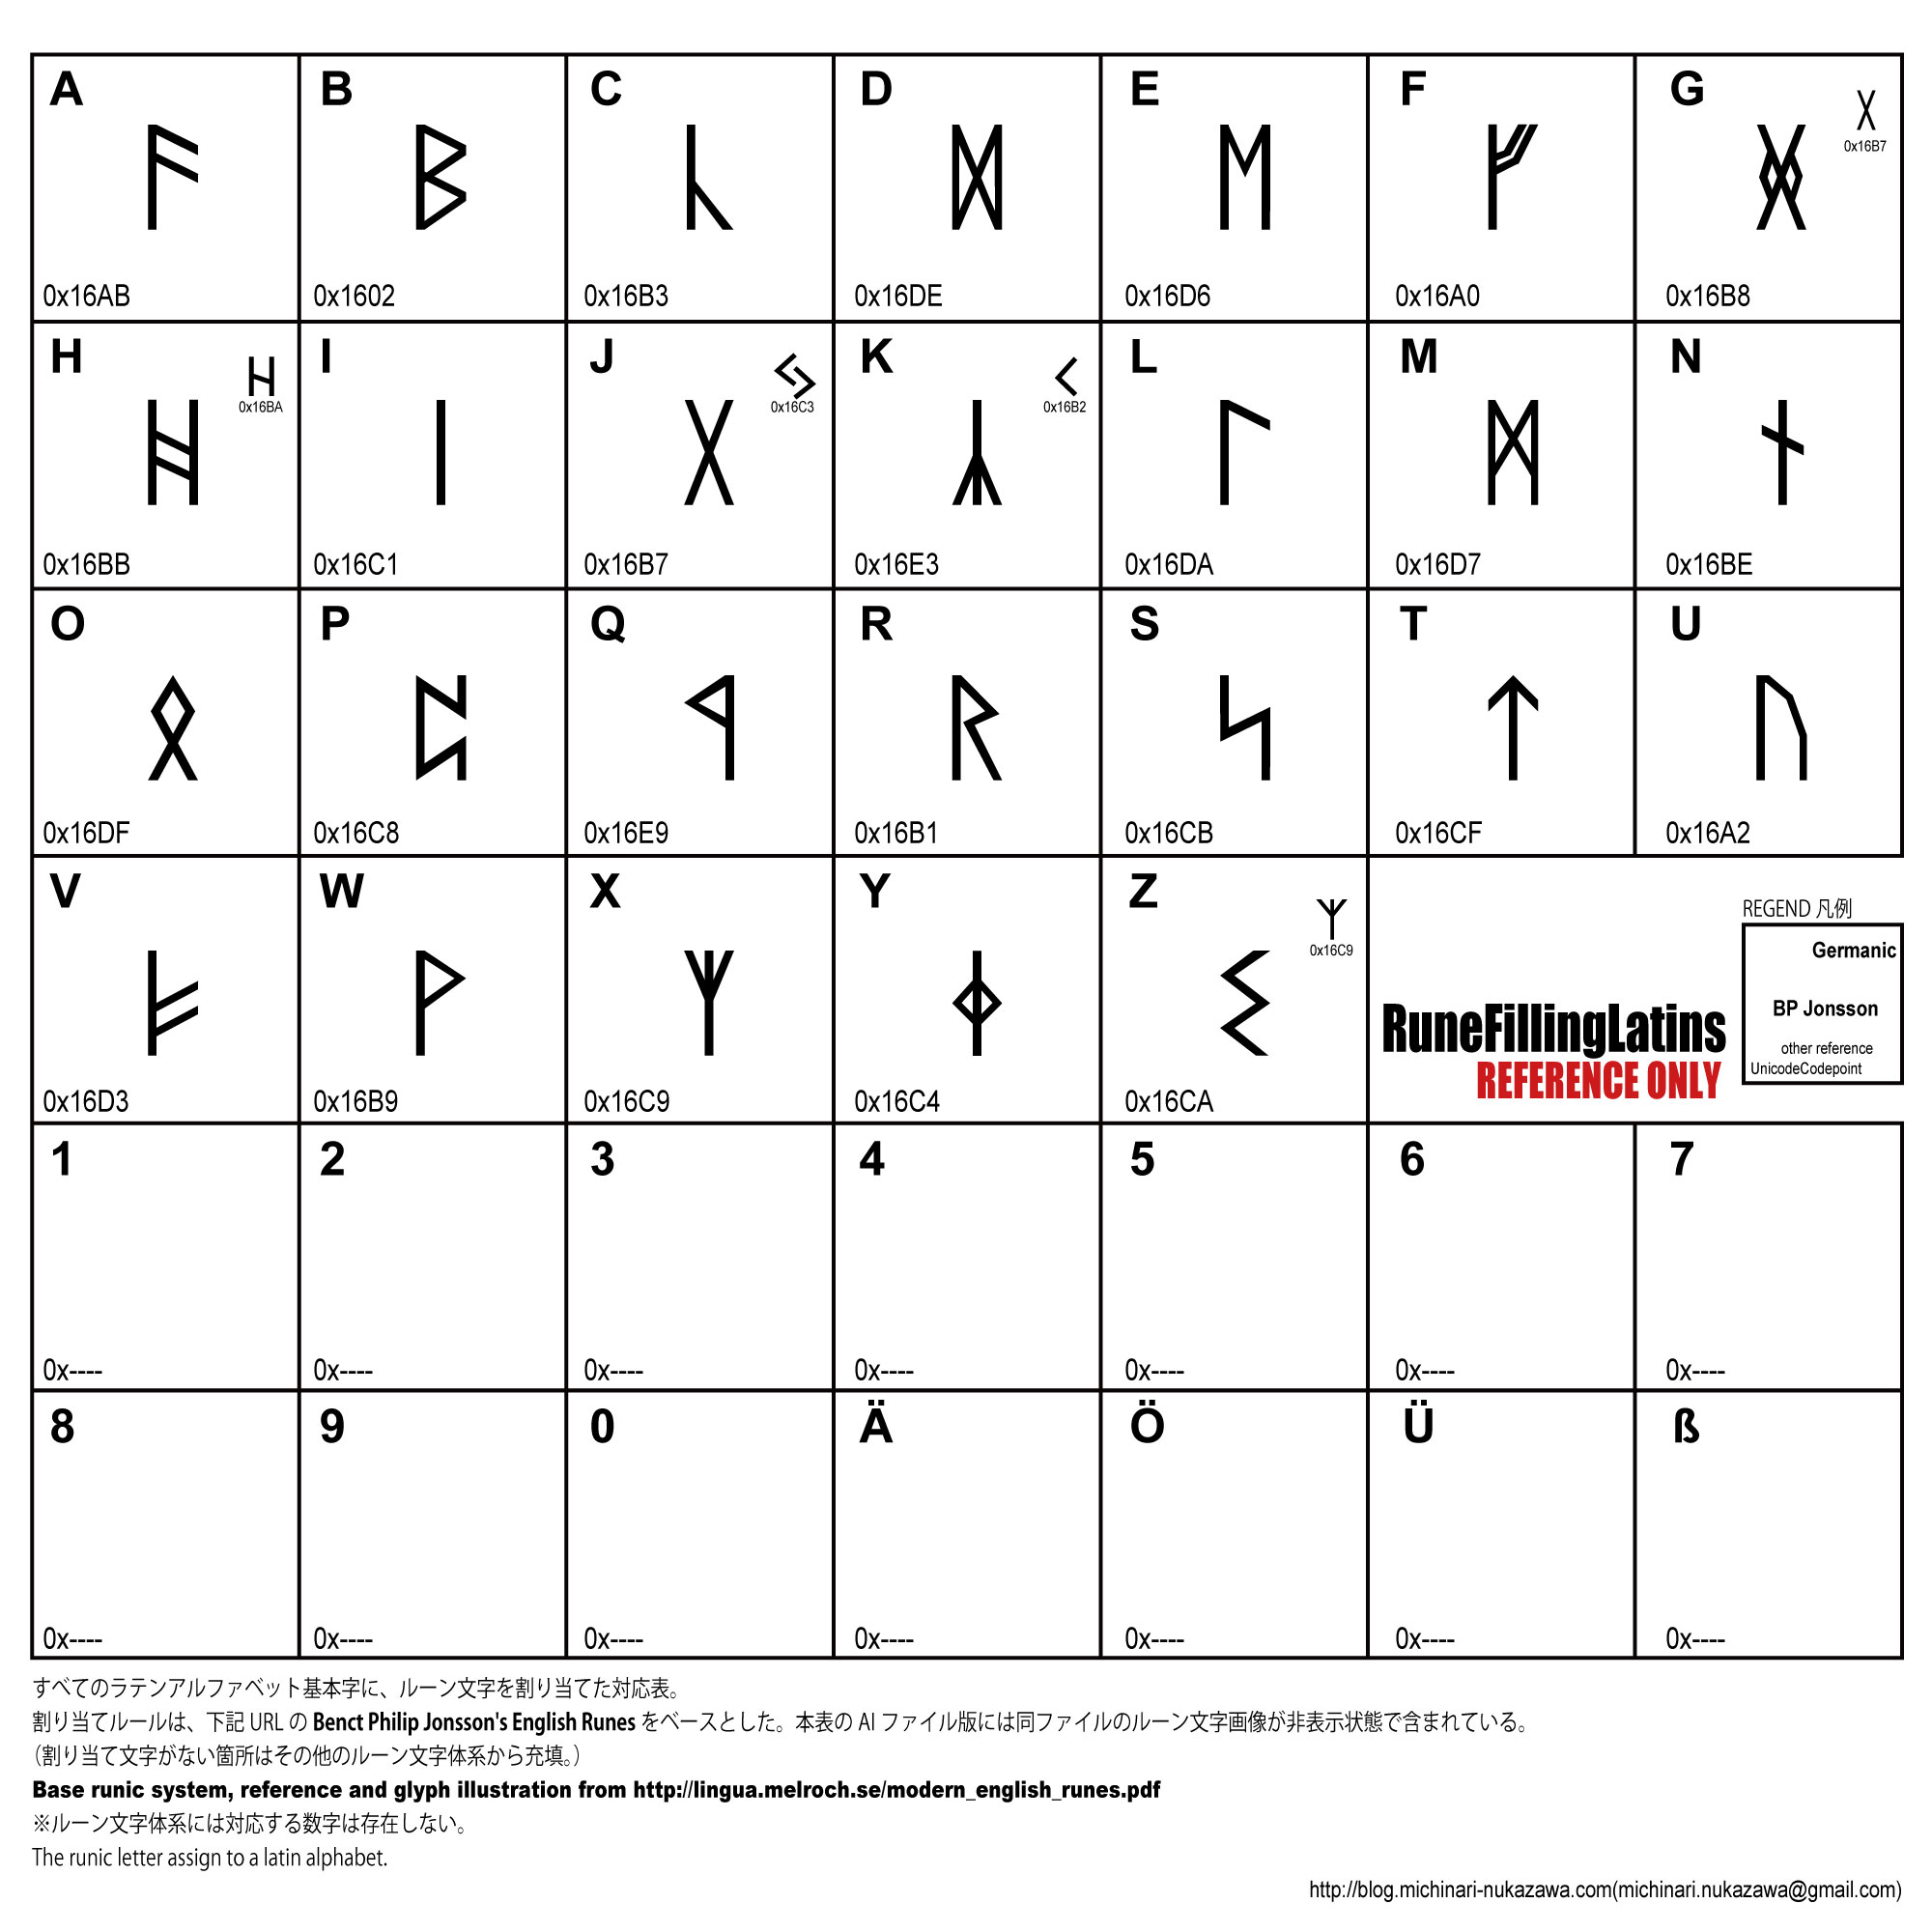 A B C D E F G
ᚷ
0x16B7
ᚫ ᛒ ᚳ ᛞ ᛖ ᚠ ᚸ
0x16AB 0x1602 0x16B3 0x16DE 0x16D6 0x16A0 0x16B8
H I J K L M N
ᚺ ᛃ ᚲ
0x16BA 0x16C3 0x16B2
ᚻ ᛁ ᚷ ᛣ ᛚ ᛗ ᚾ
0x16BB 0x16C1 0x16B7 0x16E3 0x16DA 0x16D7 0x16BE
O P Q R S T U
ᛟ ᛈ ᛩ ᚱ ᛋ ᛏ ᚢ
0x16DF 0x16C8 0x16E9 0x16B1 0x16CB 0x16CF 0x16A2
V W X Y Z
ᛉ
0x16C9
ᛓ ᚹ ᛉ ᛄ ᛊ
0x16D3 0x16B9 0x16C9 0x16C4 0x16CA
REGEND 凡例
Germanic
BP Jonsson
other reference
UnicodeCodepoint
RuneFillingLatins
REFERENCE ONLY
1 2 3 4 5 6 7
0x---- 0x---- 0x---- 0x---- 0x---- 0x---- 0x----
8 9 0 Ä Ö Ü ß
0x---- 0x---- 0x---- 0x---- 0x---- 0x---- 0x----
すべてのラテンアルファベット基本字に、ルーン文字を割り当てた対応表。
割り当てルールは、下記 URL の Benct Philip Jonsson's English Runes をベースとした。本表の AI ファイル版には同ファイルのルーン文字画像が非表示状態で含まれている。
（割り当て文字がない箇所はその他のルーン文字体系から充填。）
Base runic system, reference and glyph illustration from http://lingua.melroch.se/modern_english_runes.pdf
※ルーン文字体系には対応する数字は存在しない。
The runic letter assign to a latin alphabet.
http://blog.michinari-nukazawa.com(michinari.nukazawa@gmail.com)